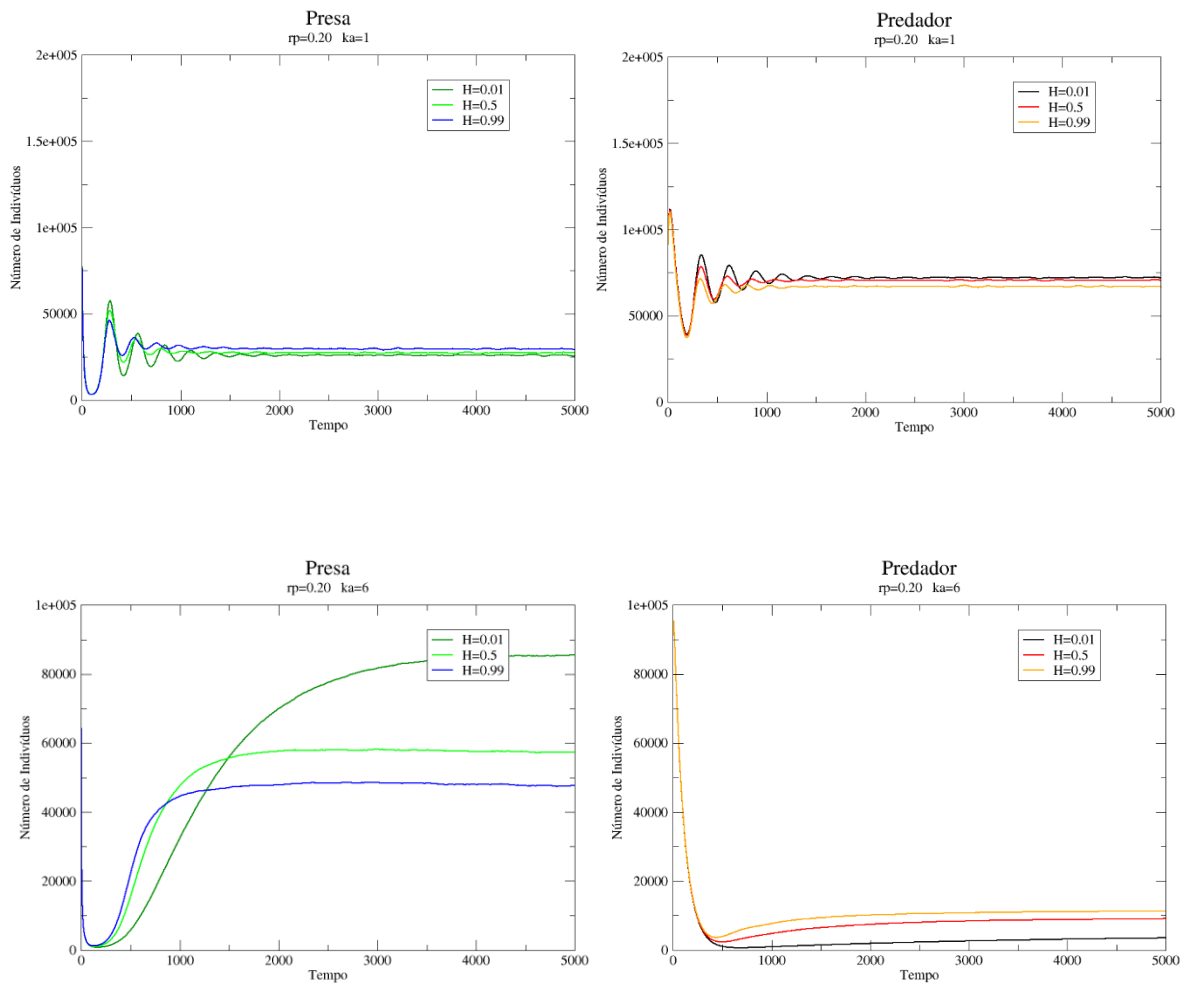 Presa
rp=0.20 ka=1
2e+005
1.5e+005
1e+005
50000
0
Número de Indivíduos
H=0.01
H=0.5
H=0.99
0 1000 2000 3000 4000 5000
Tempo
Predador
rp=0.20 ka=1
2e+005
1.5e+005
1e+005
50000
0
Número de Indivíduos
H=0.01
H=0.5
H=0.99
0 1000 2000 3000 4000 5000
Tempo
Presa
rp=0.20 ka=6
1e+005
80000
60000
40000
20000
0
Número de Indivíduos
H=0.01
H=0.5
H=0.99
0 1000 2000 3000 4000 5000
Tempo
Predador
rp=0.20 ka=6
1e+005
80000
60000
40000
20000
0
Número de Indivíduos
H=0.01
H=0.5
H=0.99
0 1000 2000 3000 4000 5000
Tempo